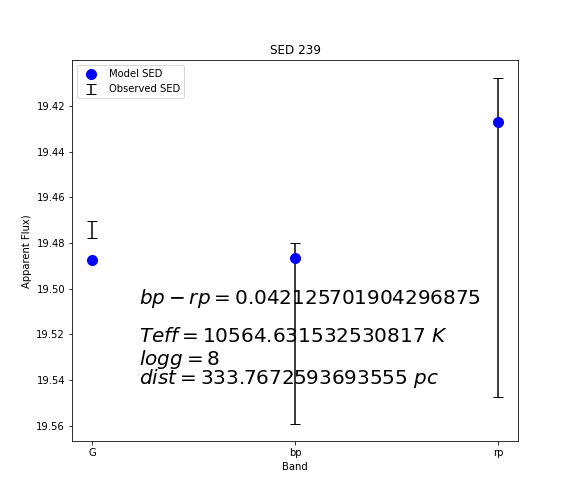 SED 239
Model SED
Observed SED
19.42
19.44
19.46
19.48
19.50
19.52
19.54
19.56
Apparent Flux)
bp − rp = 0.042125701904296875
Teff = 10564.631532530817 K
logg = 8
dist = 333.7672593693555 pc
G
bp
rp
Band